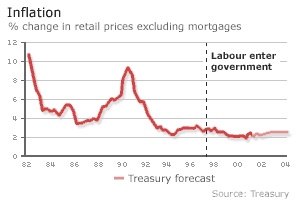 Inflation
% change in retail prices excluding mortgages
12
10
8
6
4
2
0
Labour enter
government
82 84 86 88 90 92 94 96 98 00 02 04
Treasury forecast
Source: Treasury